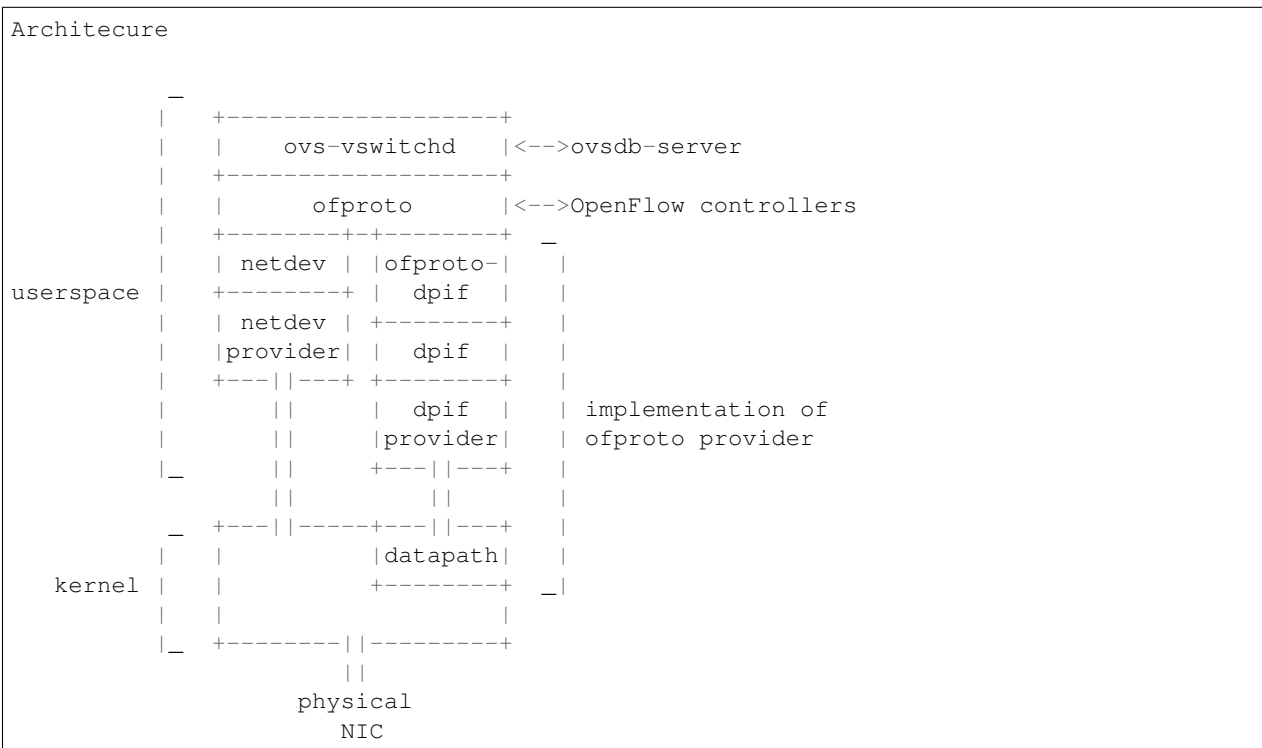 Architecure
_
| +-------------------+
| | ovs-vswitchd |<-->ovsdb-server
| +-------------------+
| | ofproto |<-->OpenFlow controllers
| +--------+-+--------+ _
| | netdev | |ofproto-| |
userspace | +--------+ | dpif | |
| | netdev | +--------+ |
| |provider| | dpif | |
| +---||---+ +--------+ |
| || | dpif | | implementation of
| || |provider| | ofproto provider
|_ || +---||---+ |
|| || |
_ +---||-----+---||---+ |
| | |datapath| |
kernel | | +--------+ _|
| | |
|_ +--------||---------+
||
physical
NIC